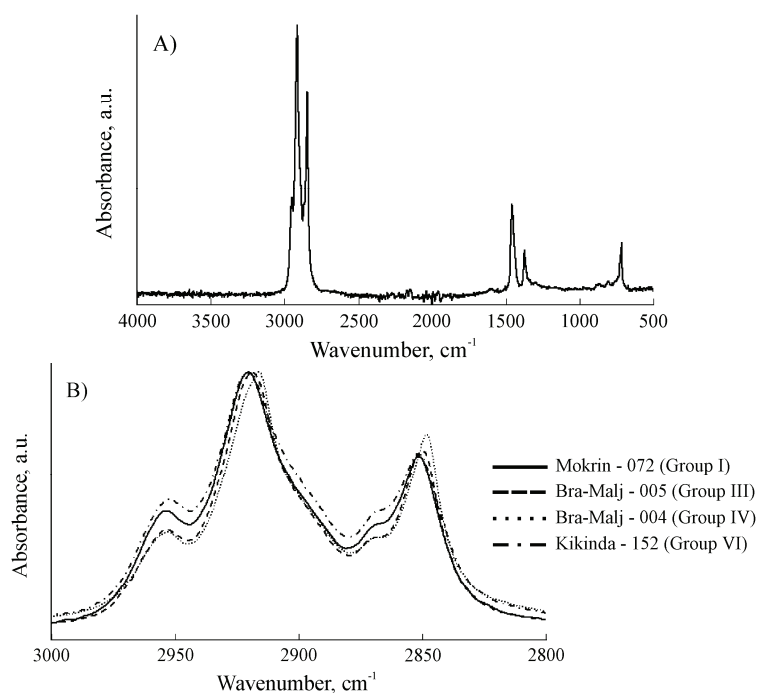 A)
Absorbance, a.u.
4000 3500 3000 2500 2000 1500 1000 500
Wavenumber, cm-1
B)
Absorbance, a.u.
3000 2950 2900 2850 2800
Wavenumber, cm-1
Mokrin - 072 (Group I)
Bra-Malj - 005 (Group III)
Bra-Malj - 004 (Group IV)
Kikinda - 152 (Group VI)